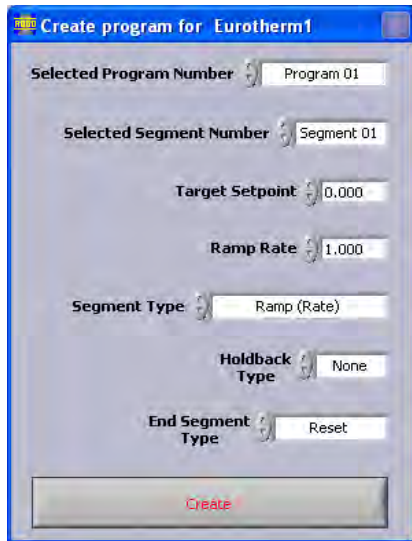 Create program for Eurotherm1
Selected Program Number Program 01
Selected Segment Number Segment 01
Target Setpoint 0.000
Ramp Rate 1.000
Segment Type Ramp (Rate)
Holdback
Type None
End Segment
Type Reset
Create